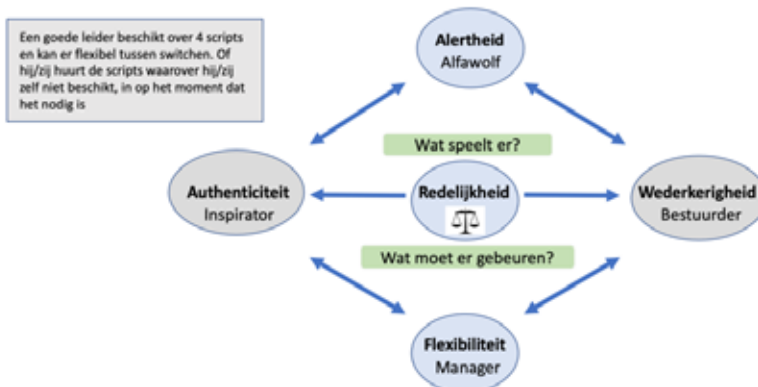 Een goede leider beschikt over 4 scripts
en kan er flexibel tussen switchen. Of
hij/zij huurt de scripts waarover hij/zij
zelf niet beschikt, in op het moment dat
het nodig is
Alertheid
Alfawolf
Wat speelt er?
Authenticiteit
Inspirator
Redelijkheid
Wederkerigheid
Bestuurder
Wat moet er gebeuren?
Flexibiliteit
Manager